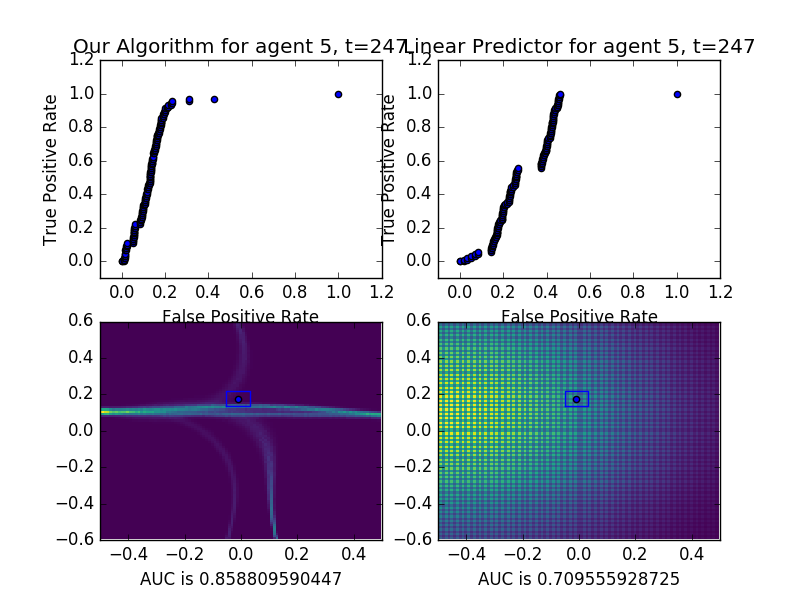 Our Algorithm for agent 5, t=247
Linear Predictor for agent 5, t=247
True Positive Rate
1.2
1.0
0.8
0.6
0.4
0.2
0.0
0.0 0.2 0.4 0.6 0.8 1.0 1.2
False Positive Rate
True Positive Rate
1.2
1.0
0.8
0.6
0.4
0.2
0.0
0.0 0.2 0.4 0.6 0.8 1.0 1.2
False Positive Rate
0.6
0.4
0.2
0.0
−0.2
−0.4
−0.6
−0.4 −0.2 0.0 0.2 0.4
AUC is 0.858809590447
0.6
0.4
0.2
0.0
−0.2
−0.4
−0.6
−0.4 −0.2 0.0 0.2 0.4
AUC is 0.709555928725